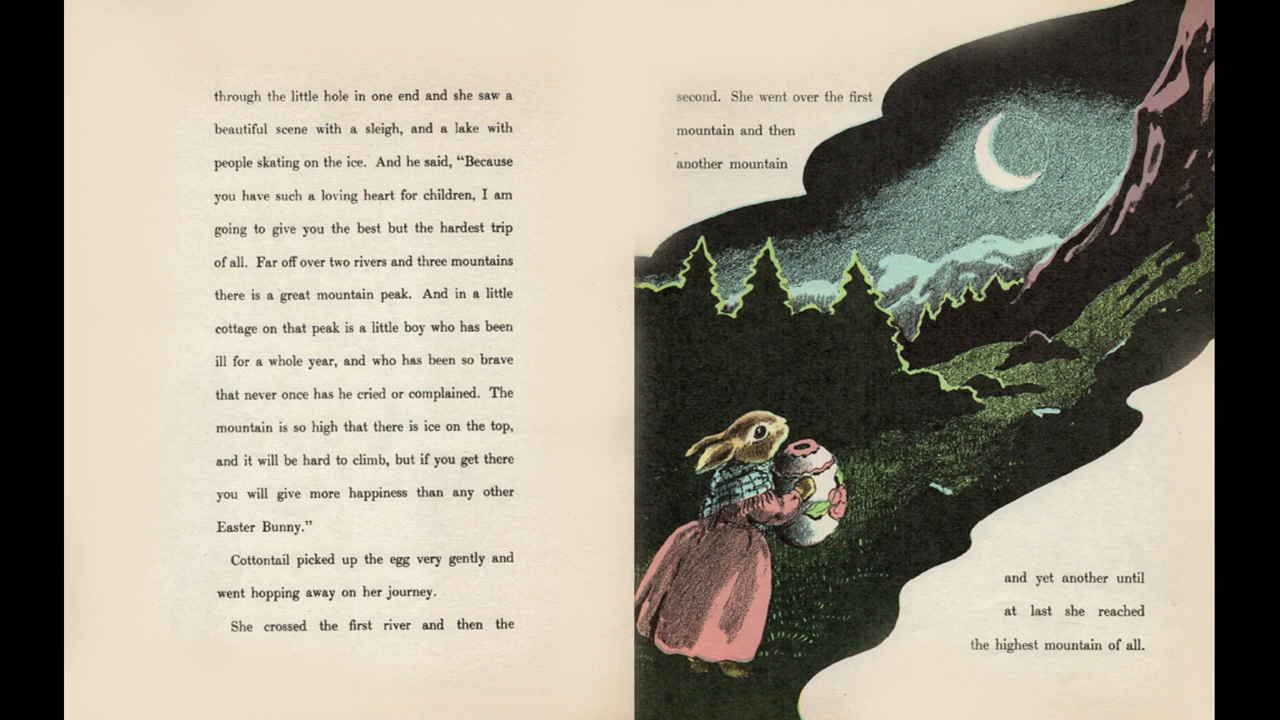 through the little hole in one end and she saw a
beautiful scene with a sleigh, and a lake with
people skating on the ice. And he said, “Because
you have such a loving heart for children, I am
going to give you the best but the hardest trip
of all. Far off over two rivers and three mountains
there is a great mountain peak. And in a little
cottage on that peak is a little boy who has been
ill for a whole year, and who has been so brave
that never once has he cried or complained. The
mountain is so high that there is ice on the top,
and it will be hard to climb, but if you get there
you will give more happiness than any other
Easter Bunny.”
Cottontail picked up the egg very gently and
went hopping away on her journey.
She crossed the first river and then the
second. She went over the first
mountain and then
another mountain
and yet another until
at last she reached
the highest mountain of all.